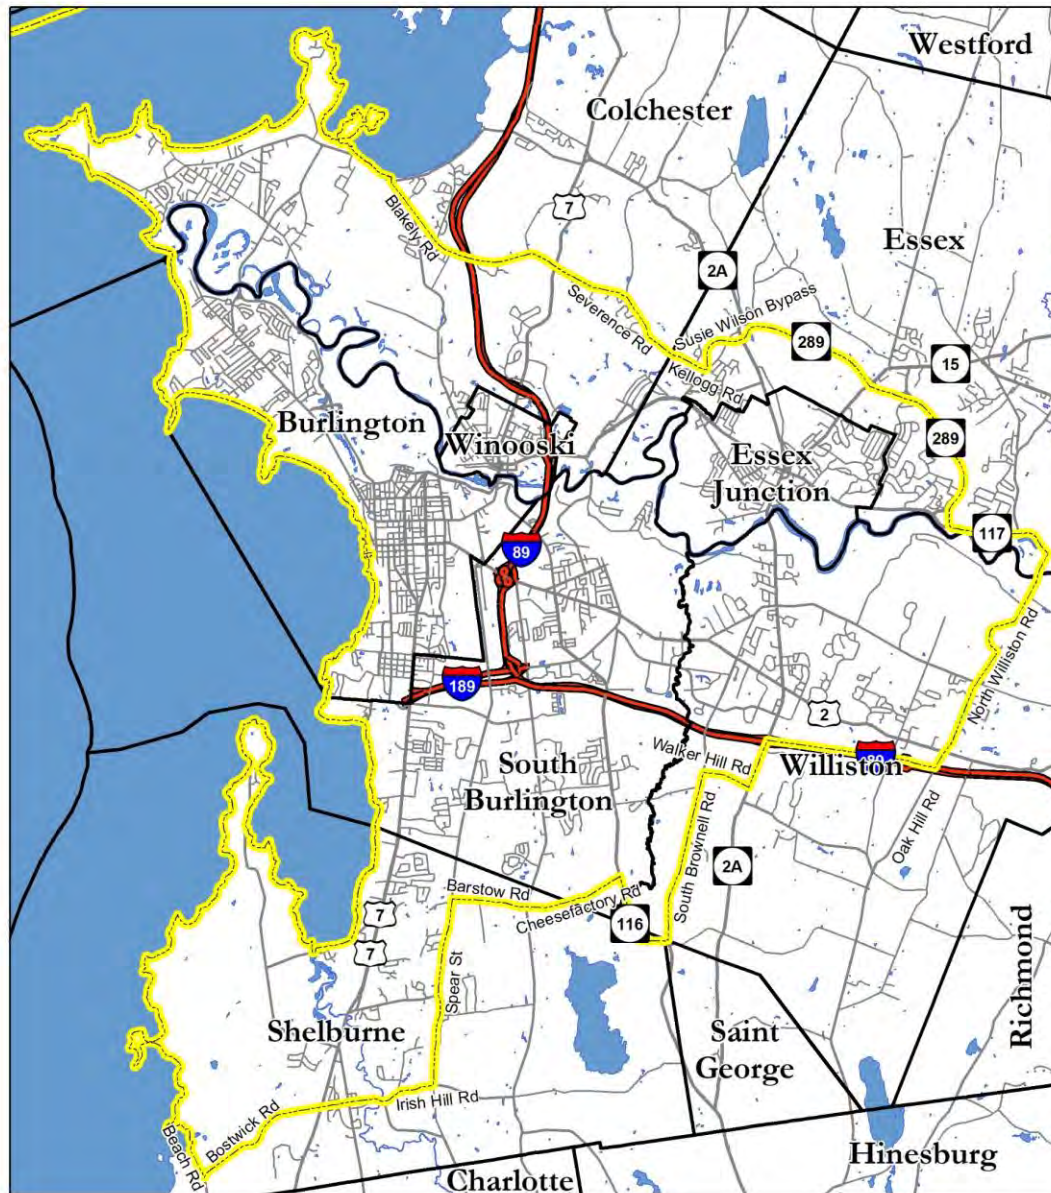 Westford
Colchester
7
Blakely Rd
Essex
2A
Severence Rd
Susie Wilson Bypass
289
15
Kellogg Rd
Burlington
Winooski
289
Essex
Junction
117
89
North Williston Rd
189
2
Walker Hill Rd
Williston
South
Burlington
South Brownell Rd
Oak Hill Rd
2A
Barstow Rd
Cheesefactory Rd
7
116
7
Spear St
Richmond
Shelburne
Saint
George
Irish Hill Rd
Bostwick Rd
Beach Rd
Hinesburg
Charlotte